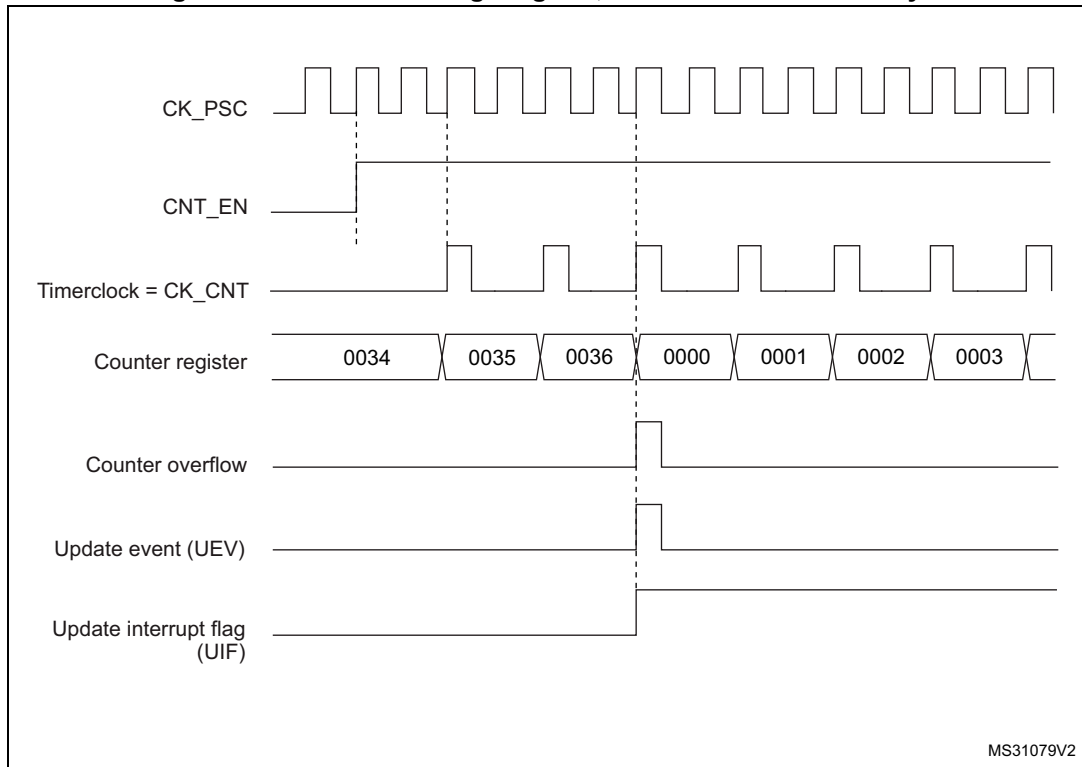 CK_PSC
CNT_EN
Timerclock = CK_CNT
Counter register
0034 0035 0036 0000 0001 0002 0003
Counter overflow
Update event (UEV)
Update interrupt flag
(UIF)
MS31079V2